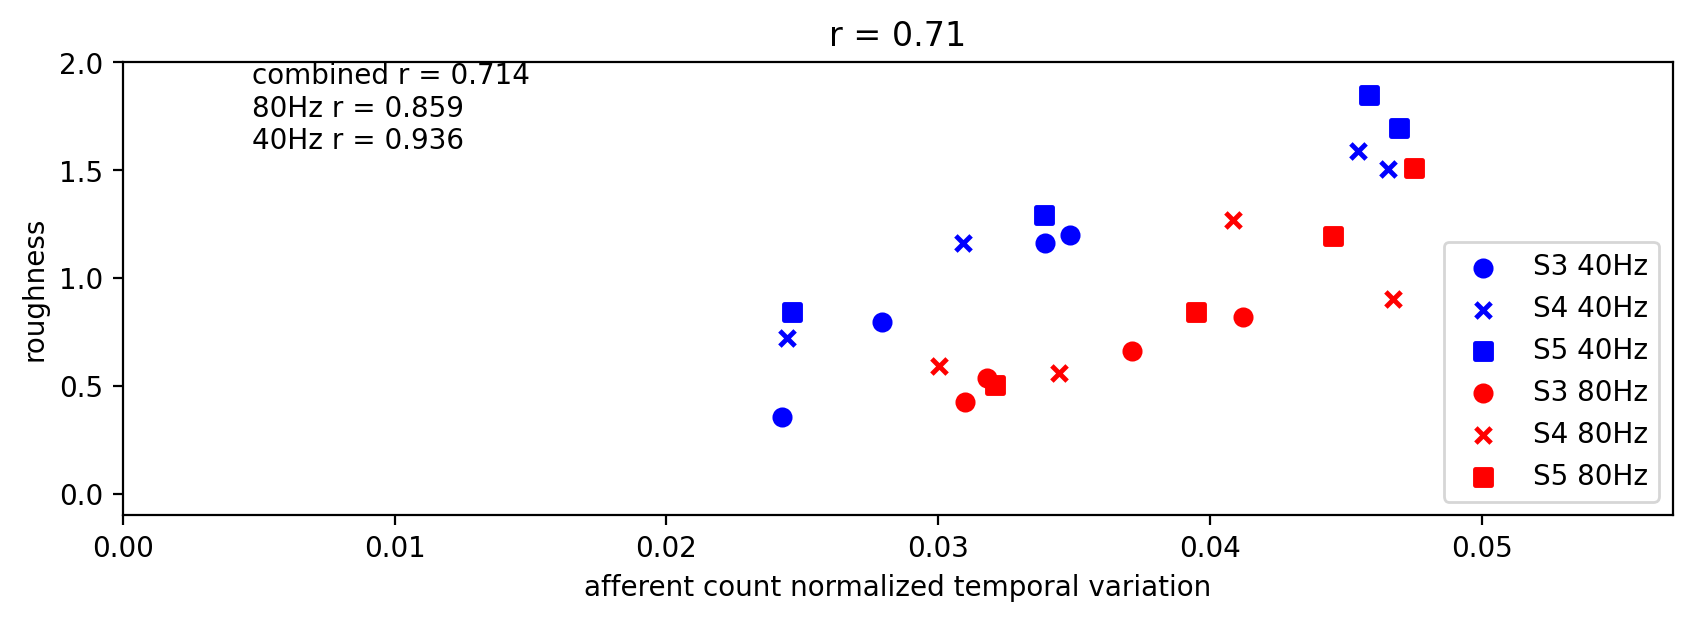 r = 0.71
combined r = 0.714
80Hz r = 0.859
40Hz r = 0.936
2.0
1.5
1.0
0.5
0.0
roughness
S3 40Hz
S4 40Hz
S5 40Hz
S3 80Hz
S4 80Hz
S5 80Hz
0.00 0.01 0.02 0.03 0.04 0.05
afferent count normalized temporal variation